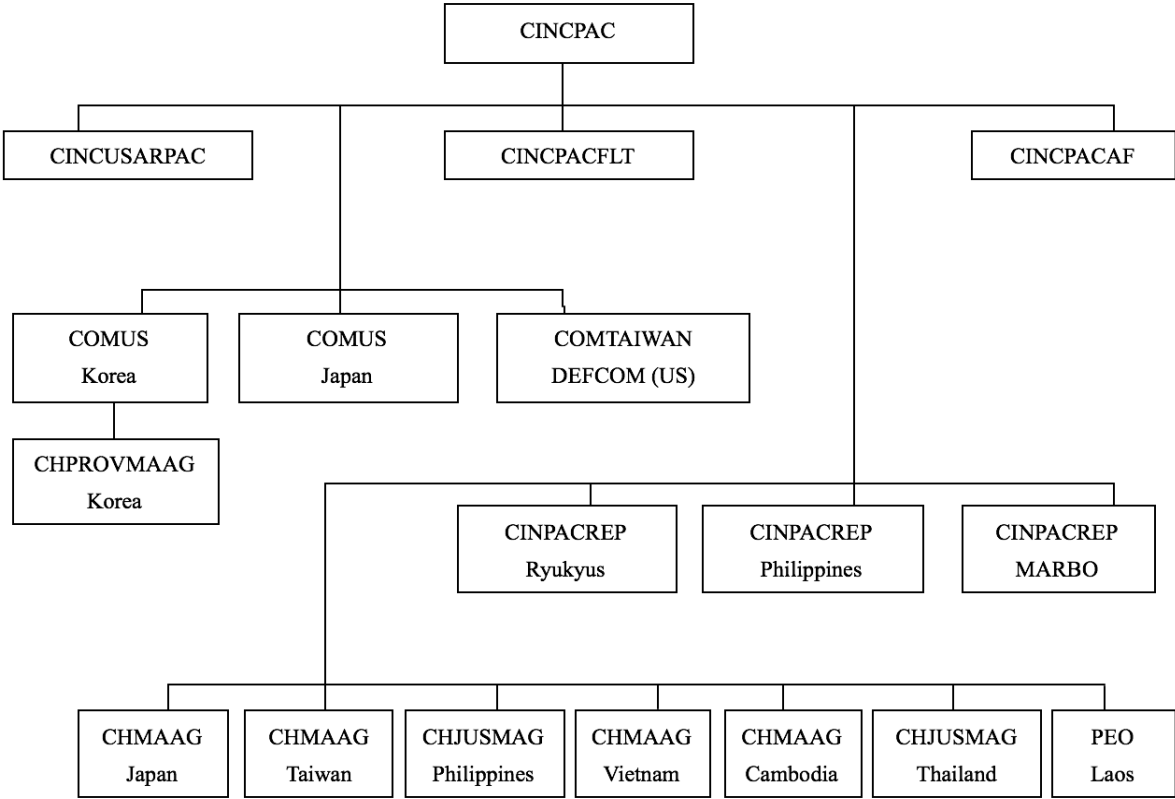 CINCPAC
CINCUSARPAC
CINCPACFLT
CINCPACAF
COMUS
Korea
COMUS
Japan
COMTAIWAN
DEFCOM (US)
CHPROVMAAG
Korea
CINPACREP
Ryukyus
CINPACREP
Philippines
CINPACREP
MARBO
CHMAAG
Japan
CHMAAG
Taiwan
CHJUSMAG
Philippines
CHMAAG
Vietnam
CHMAAG
Cambodia
CHJUSMAG
Thailand
PEO
Laos